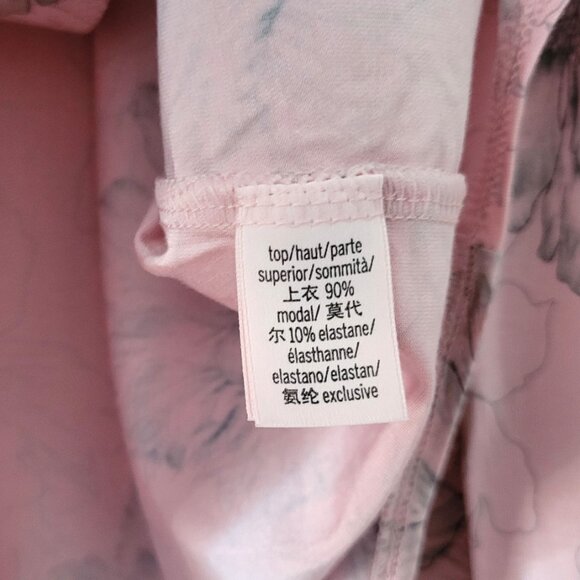 top/haut/parte
superior/sommità/
上衣 90%
modal/ 莫代
尔 10% elastane/
élasthanne/
elastano/elastan/
氨纶 exclusive